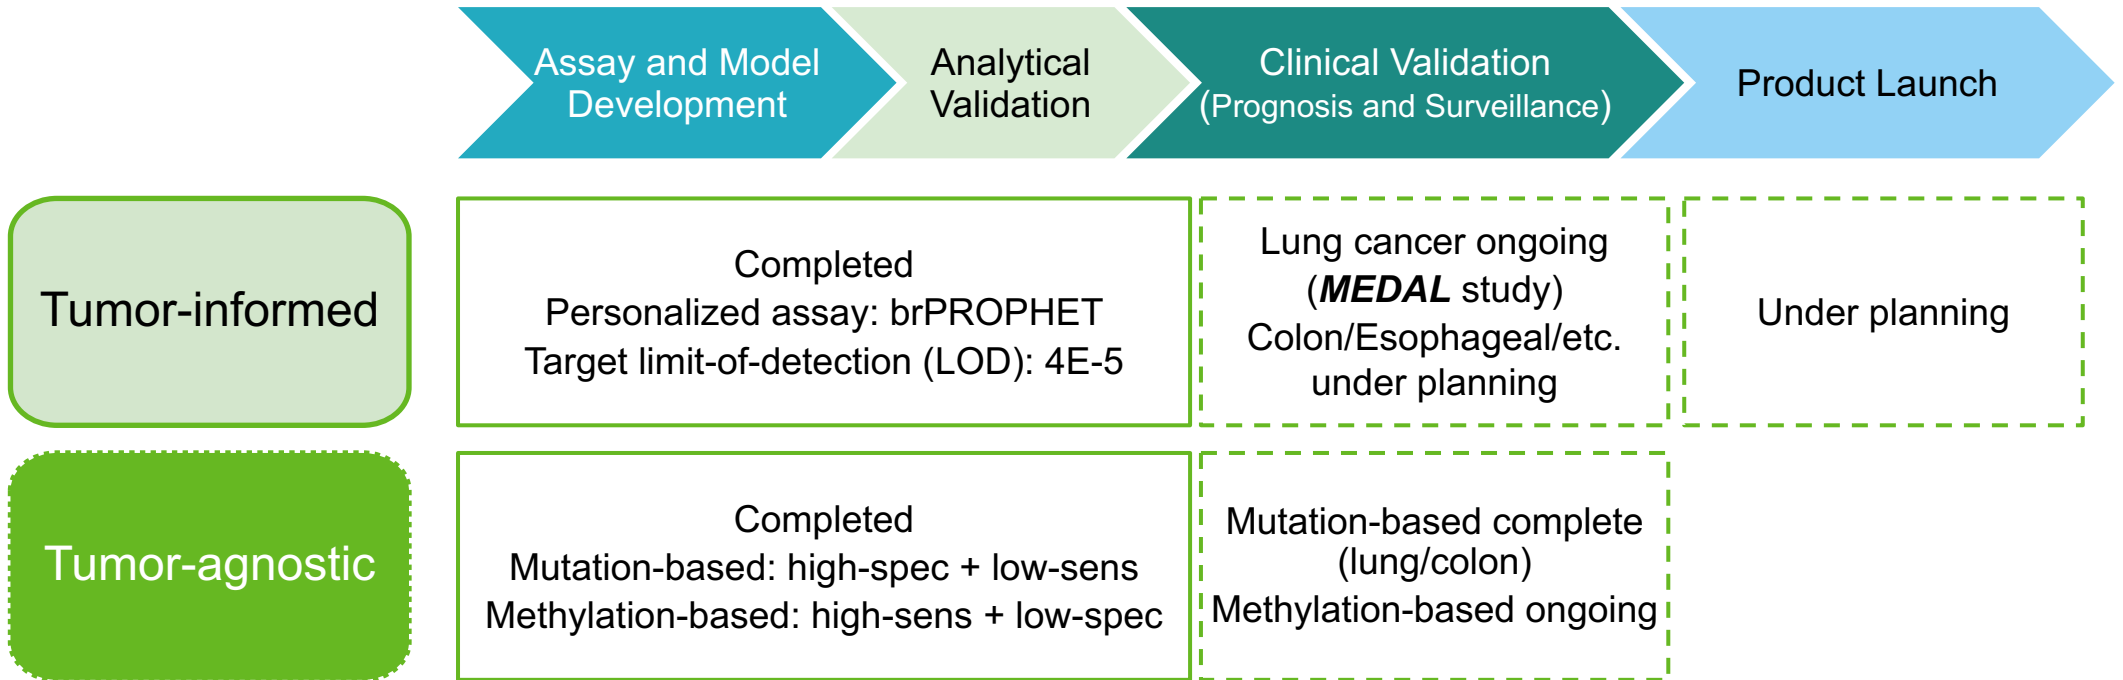 Assay and Model
Development
Analytical
Validation
Clinical Validation
(Prognosis and Surveillance)
Product Launch
Tumor-informed
Completed
Personalized assay: brPROPHET
Target limit-of-detection (LOD): 4E-5
Lung cancer ongoing
(MEDAL study)
Colon/Esophageal/etc.
under planning
Under planning
Tumor-agnostic
Completed
Mutation-based: high-spec + low-sens
Methylation-based: high-sens + low-spec
Mutation-based complete
(lung/colon)
Methylation-based ongoing